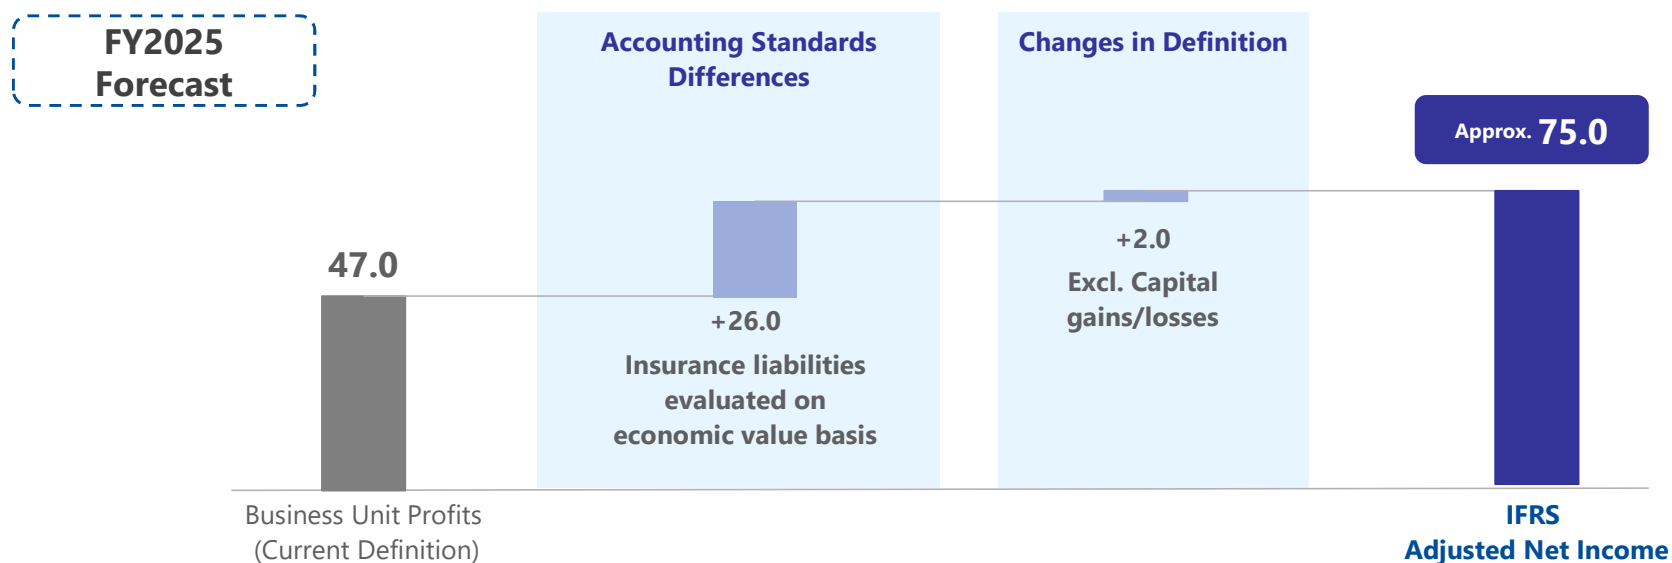 FY2025
Forecast
Accounting Standards
Differences
Changes in Definition
Approx. 75.0
47.0
+26.0
Insurance liabilities
evaluated on
economic value basis
+2.0
Excl. Capital
gains/losses
Business Unit Profits
(Current Definition)
IFRS
Adjusted Net Income